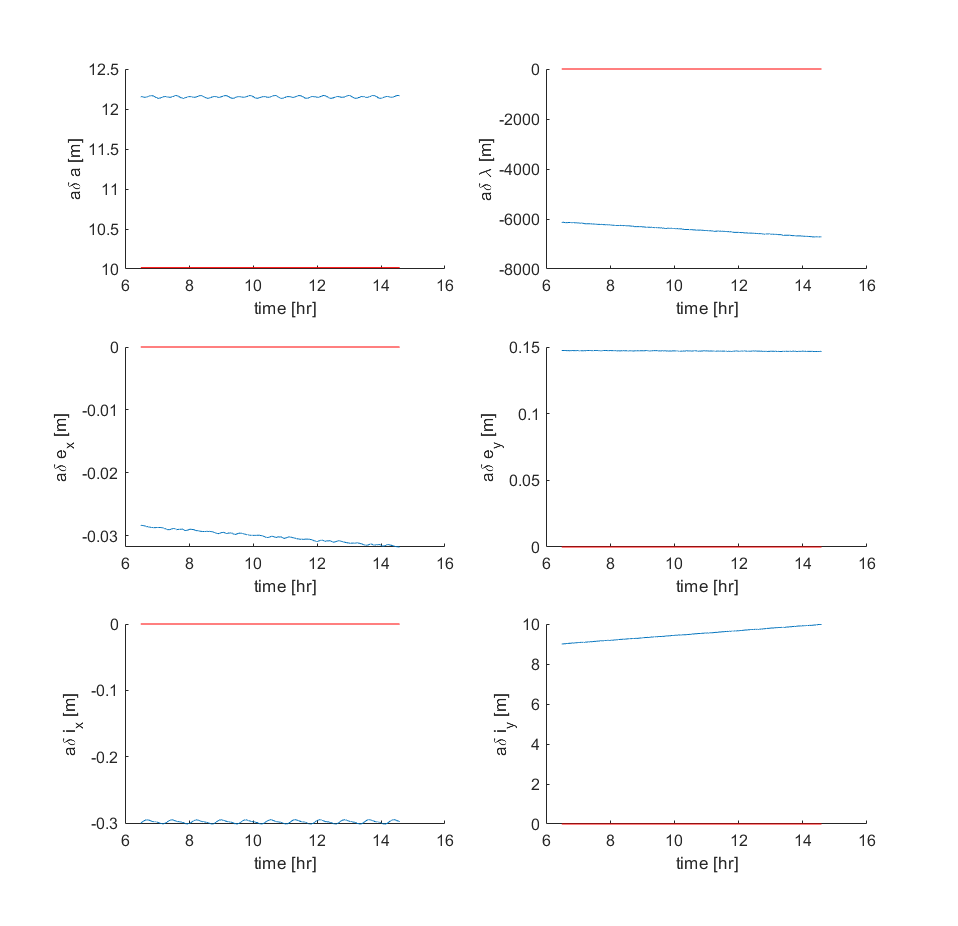 12.5
12
11.5
11
10.5
10
aδ a [m]
6 8 10 12 14 16
time [hr]
0
-2000
-4000
-6000
-8000
aδ λ [m]
6 8 10 12 14 16
time [hr]
0
-0.01
-0.02
-0.03
aδ e_x [m]
6 8 10 12 14 16
time [hr]
0.15
0.1
0.05
0
aδ e_y [m]
6 8 10 12 14 16
time [hr]
0
-0.1
-0.2
-0.3
aδ i_x [m]
6 8 10 12 14 16
time [hr]
10
8
6
4
2
0
aδ i_y [m]
6 8 10 12 14 16
time [hr]